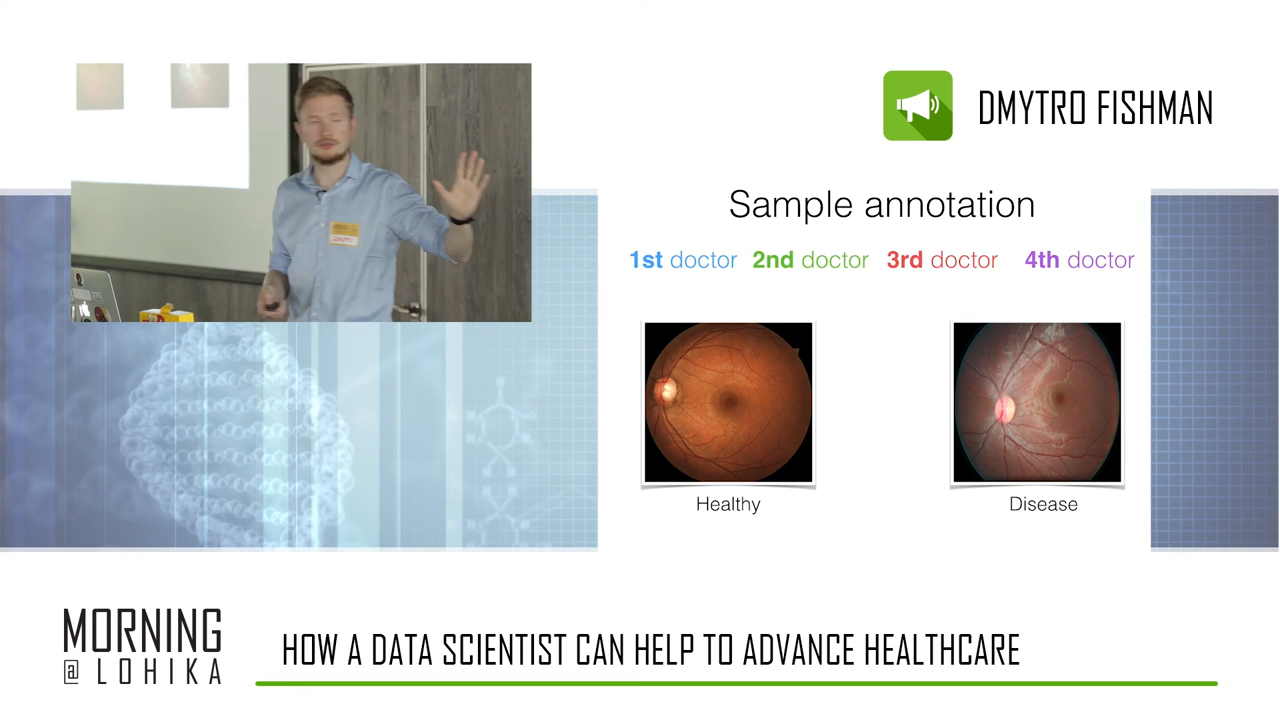 DMYTRO FISHMAN
Sample annotation
1st doctor 2nd doctor 3rd doctor 4th doctor
Healthy Disease
MORNING
@ LOHIKA
HOW A DATA SCIENTIST CAN HELP TO ADVANCE HEALTHCARE